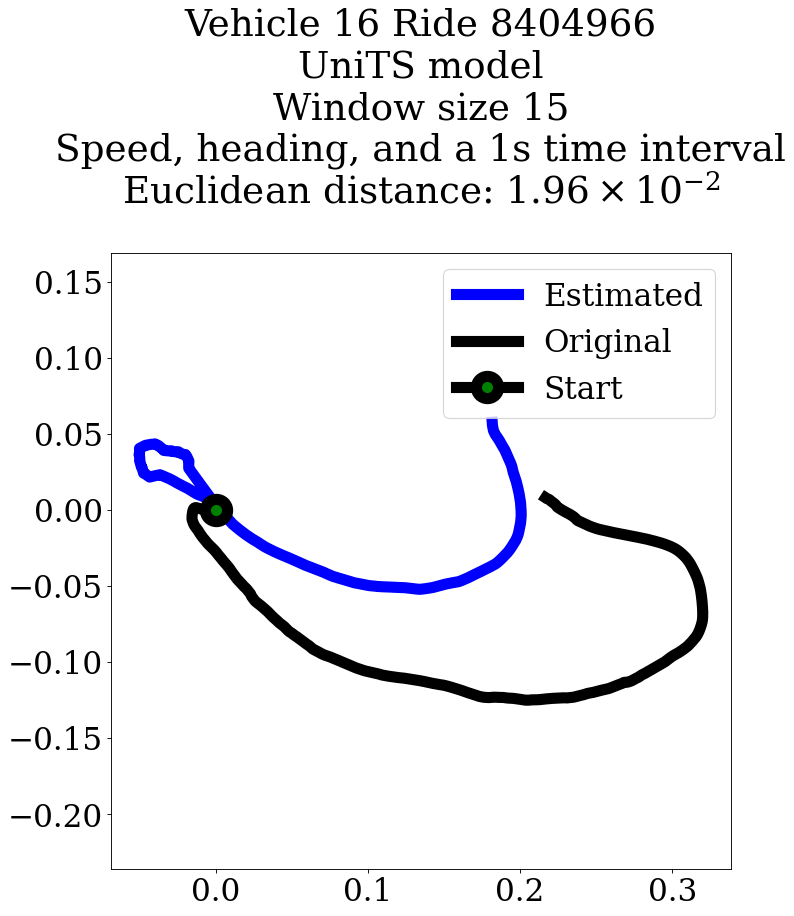 Vehicle 16 Ride 8404966
UniTS model
Window size 15
Speed, heading, and a 1s time interval
Euclidean distance: 1.96 × 10⁻²
Estimated
Original
Start
0.15
0.10
0.05
0.00
−0.05
−0.10
−0.15
−0.20
0.0 0.1 0.2 0.3